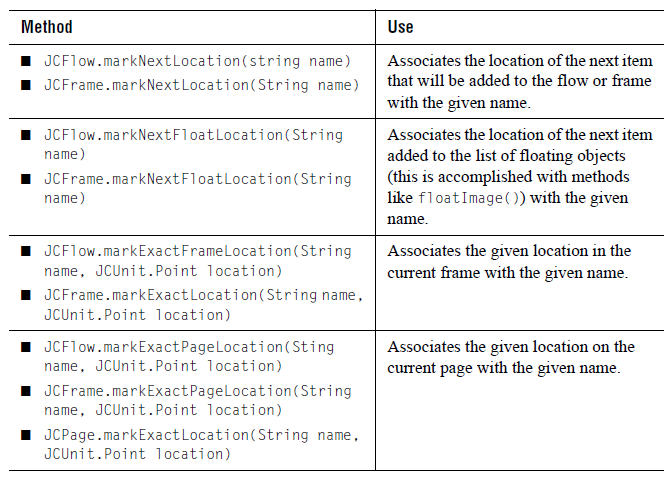 Method Use
■ JCFlow.markNextLocation(string name)
■ JCFrame.markNextLocation(String name)
Associates the location of the next item
that will be added to the flow or frame
with the given name.
■ JCFlow.markNextFloatLocation(String
name)
■ JCFrame.markNextFloatLocation(String
name)
Associates the location of the next item
added to the list of floating objects
(this is accomplished with methods
like floatImage()) with the given
name.
■ JCFlow.markExactFrameLocation(String
name, JCUnit.Point location)
■ JCFrame.markExactLocation(String name,
JCUnit.Point location)
Associates the given location in the
current frame with the given name.
■ JCFlow.markExactPageLocation(Sting
name, JCUnit.Point location)
■ JCFrame.markExactPageLocation(String
name, JCUnit.Point location)
■ JCPage.markExactLocation(String name,
JCUnit.Point location)
Associates the given location on the
current page with the given name.